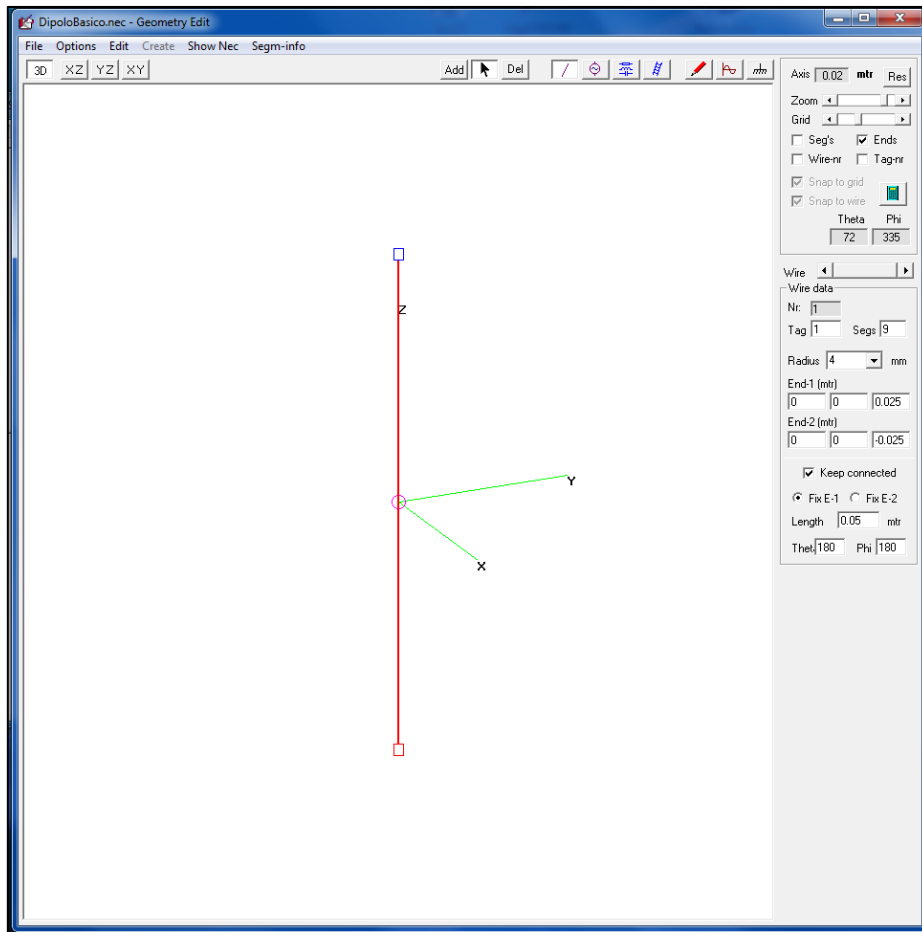 DipoloBasico.nec - Geometry Edit
File Options Edit Create Show Nec Segm-info
3D XZ YZ XY Add Del
Axis 0.02 mtr Res
Zoom
Grid
Seg's Ends
Wire-nr Tag-nr
Snap to grid
Snap to wire
Theta Phi
72 335
Wire
Wire data
Nr. 1
Tag 1 Segs 9
Radius 4 mm
End-1 (mtr)
0 0 0.025
End-2 (mtr)
0 0 -0.025
Keep connected
Fix E-1 Fix E-2
Length 0.05 mtr
Thet. 180 Phi 180
Z
Y
X